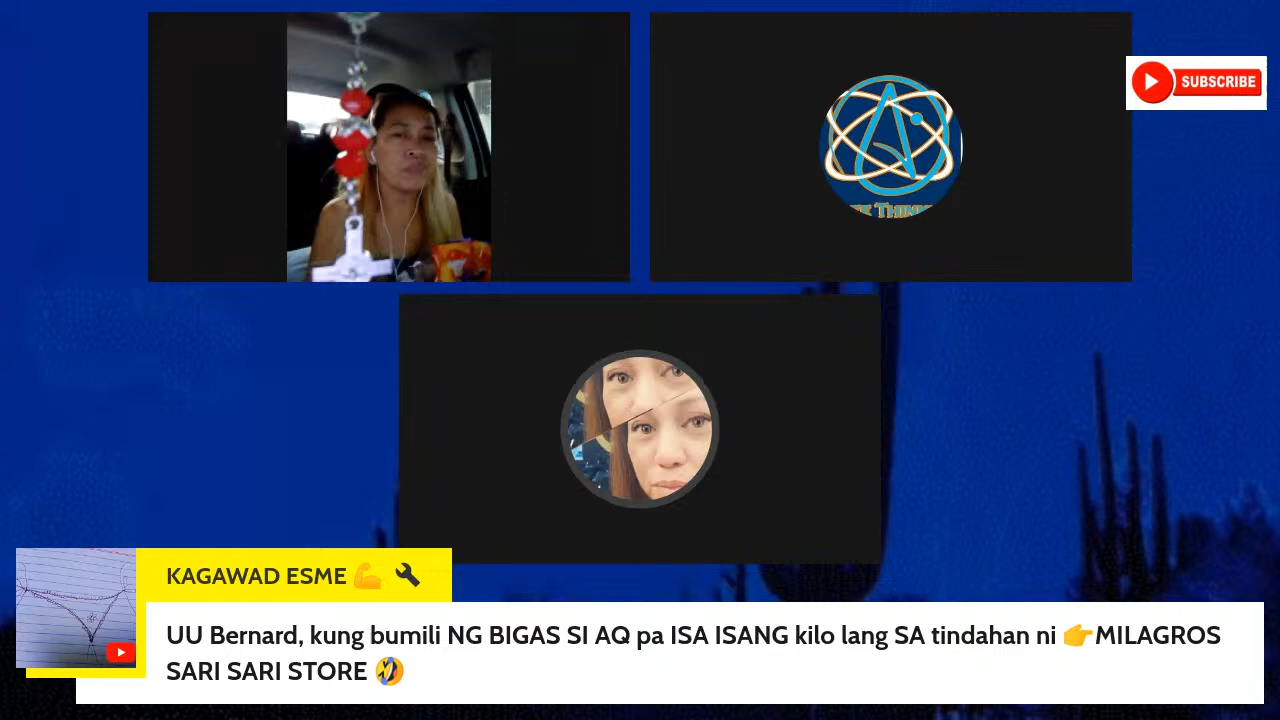 SUBSCRIBE
KAGAWAD ESME 💪 🔧
UU Bernard, kung bumili NG BIGAS SI AQ pa ISA ISANG kilo lang SA tindahan ni 👉MILAGROS
SARI SARI STORE 🤣